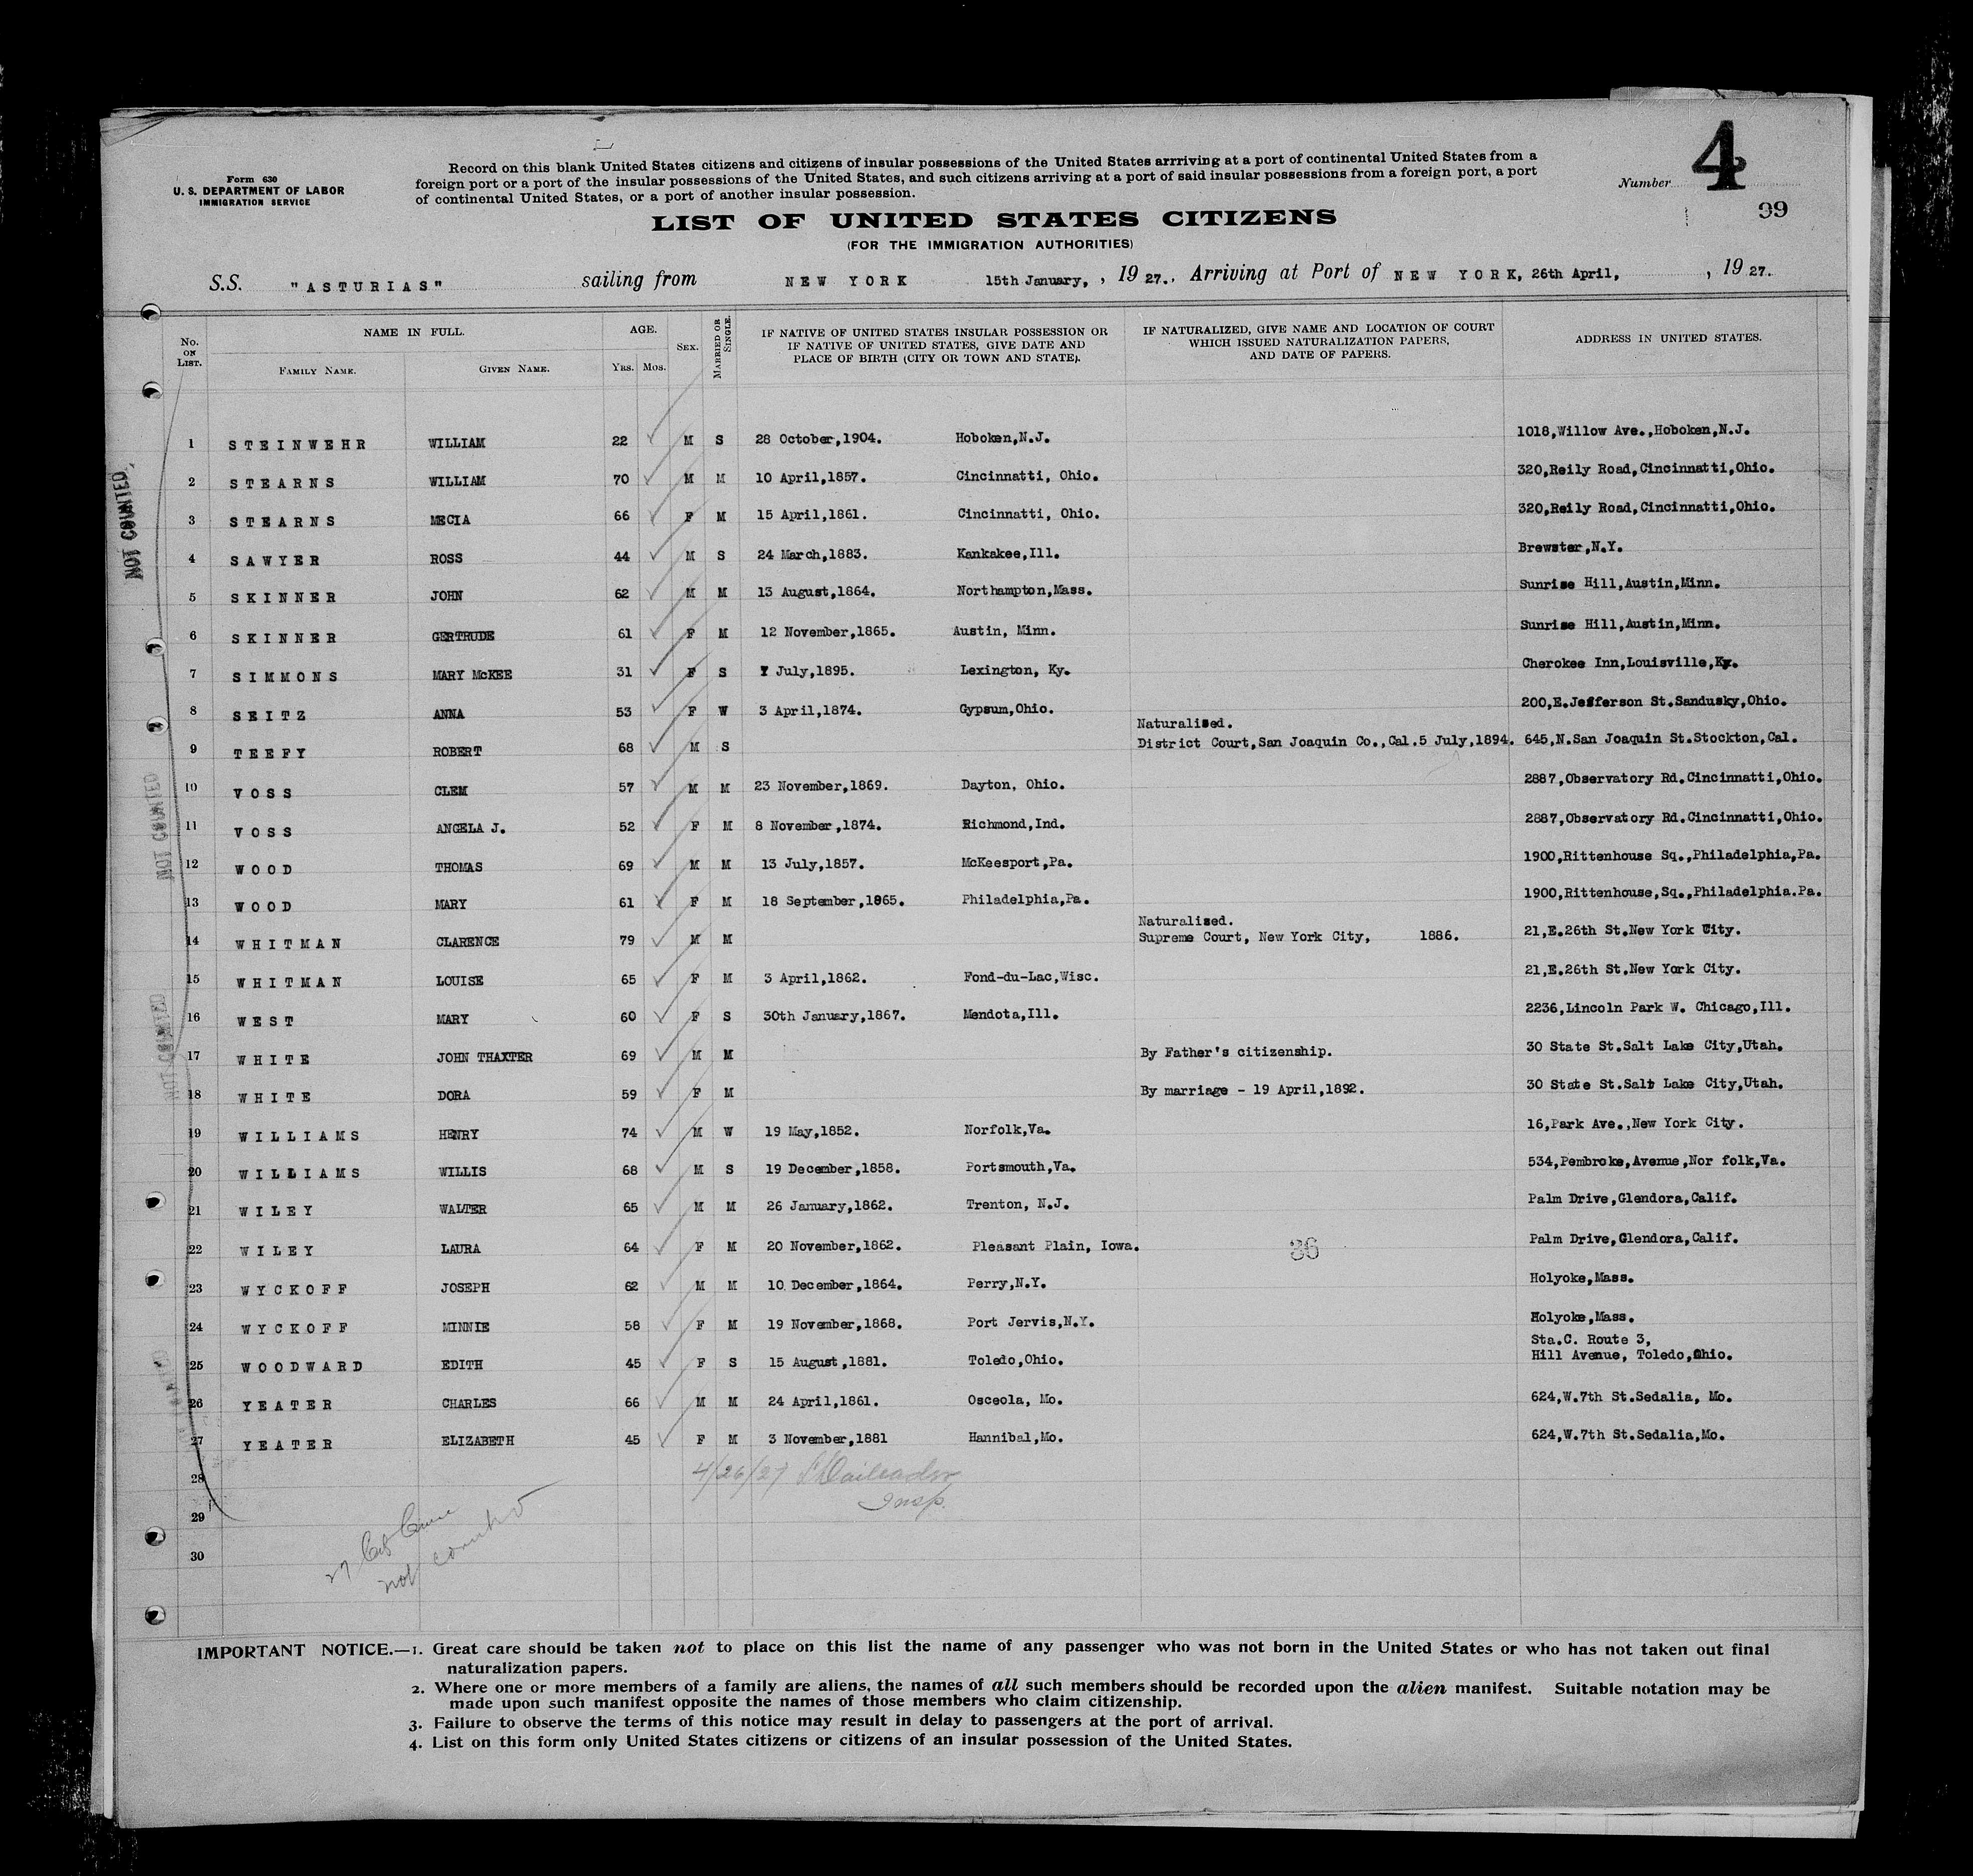 Form 630
U. S. DEPARTMENT OF LABOR
IMMIGRATION SERVICE
Record on this blank United States citizens and citizens of insular possessions of the United States arrriving at a port of continental United States from a
foreign port or a port of the insular possessions of the United States, and such citizens arriving at a port of said insular possessions from a foreign port, a port
of continental United States, or a port of another insular possession.
Number 4
99
LIST OF UNITED STATES CITIZENS
(FOR THE IMMIGRATION AUTHORITIES)
S.S. "ASTURIAS" sailing from NEW YORK 15th January, , 1927., Arriving at Port of NEW YORK, 26th April, , 1927.
No. ON LIST. NAME IN FULL. FAMILY NAME. GIVEN NAME. AGE. YRS. MOS. SEX. MARRIED OR SINGLE. IF NATIVE OF UNITED STATES INSULAR POSSESSION OR IF NATIVE OF UNITED STATES, GIVE DATE AND PLACE OF BIRTH (CITY OR TOWN AND STATE). IF NATURALIZED, GIVE NAME AND LOCATION OF COURT WHICH ISSUED NATURALIZATION PAPERS, AND DATE OF PAPERS. ADDRESS IN UNITED STATES.
1 STEINWEHR WILLIAM 22 M S 28 October,1904. Hoboken,N.J. 1018,Willow Ave.,Hoboken,N.J.
2 STEARNS WILLIAM 70 M M 10 April,1857. Cincinnatti, Ohio. 320,Reily Road,Cincinnatti,Ohio.
3 STEARNS MECIA 66 F M 15 April,1861. Cincinnatti, Ohio. 320,Reily Road,Cincinnatti,Ohio.
4 SAWYER ROSS 44 M S 24 March,1883. Kankakee,Ill. Brewster,N.Y.
5 SKINNER JOHN 62 M M 13 August,1864. Northampton,Mass. Sunrise Hill,Austin,Minn.
6 SKINNER GERTRUDE 61 F M 12 November,1865. Austin, Minn. Sunrise Hill,Austin,Minn.
7 SIMMONS MARY McKEE 31 F S 7 July,1895. Lexington, Ky. Cherokee Inn,Louisville,Ky.
8 SEITZ ANNA 53 F W 3 April,1874. Gypsum,Ohio. 200,E.Jefferson St.Sandusky,Ohio.
Naturalised.
9 TEEFY ROBERT 68 M S District Court,San Joaquin Co.,Cal.5 July,1894. 645,N.San Joaquin St.Stockton,Cal.
10 VOSS CLEM 57 M M 23 November,1869. Dayton, Ohio. 2887,Observatory Rd.Cincinnatti,Ohio.
11 VOSS ANGELA J. 52 F M 8 November,1874. Richmond,Ind. 2887,Observatory Rd.Cincinnatti,Ohio.
12 WOOD THOMAS 69 M M 13 July,1857. McKeesport,Pa. 1900,Rittenhouse Sq.,Philadelphia,Pa.
13 WOOD MARY 61 F M 18 September,1865. Philadelphia,Pa. 1900,Rittenhouse,Sq.,Philadelphia.Pa.
Naturalised.
14 WHITMAN CLARENCE 79 M M Supreme Court, New York City, 1886. 21,E.26th St.New York City.
15 WHITMAN LOUISE 65 F M 3 April,1862. Fond-du-Lac,Wisc. 21,E.26th St.New York City.
16 WEST MARY 60 F S 30th January,1867. Mendota,Ill. 2236,Lincoln Park W. Chicago,Ill.
17 WHITE JOHN THAXTER 69 M M By Father's citizenship. 30 State St.Salt Lake City,Utah.
18 WHITE DORA 59 F M By marriage - 19 April,1892. 30 State St.Salt Lake City,Utah.
19 WILLIAMS HENRY 74 M W 19 May,1852. Norfolk,Va. 16,Park Ave.,New York City.
20 WILLIAMS WILLIS 68 M S 19 December,1858. Portsmouth,Va. 534,Pembroke,Avenue,Nor folk,Va.
21 WILEY WALTER 65 M M 26 January,1862. Trenton, N.J. Palm Drive,Glendora,Calif.
22 WILEY LAURA 64 F M 20 November,1862. Pleasant Plain, Iowa. 36 Palm Drive,Glendora,Calif.
23 WYCKOFF JOSEPH 62 M M 10 December,1864. Perry,N.Y. Holyoke,Mass.
24 WYCKOFF MINNIE 58 F M 19 November,1868. Port Jervis,N.Y. Holyoke,Mass.
Sta.C. Route 3,
25 WOODWARD EDITH 45 F S 15 August,1881. Toledo,Ohio. Hill Avenue, Toledo,Ohio.
26 YEATER CHARLES 66 M M 24 April,1861. Osceola, Mo. 624,W.7th St.Sedalia, Mo.
27 YEATER ELIZABETH 45 F M 3 November,1881 Hannibal,Mo. 624,W.7th St.Sedalia,Mo.
28 4/26/27
Insp.
29
30
not counted
NOT COUNTED
NOT COUNTED
NOT COUNTED
IMPORTANT NOTICE.—1. Great care should be taken not to place on this list the name of any passenger who was not born in the United States or who has not taken out final
naturalization papers.
2. Where one or more members of a family are aliens, the names of all such members should be recorded upon the alien manifest. Suitable notation may be
made upon such manifest opposite the names of those members who claim citizenship.
3. Failure to observe the terms of this notice may result in delay to passengers at the port of arrival.
4. List on this form only United States citizens or citizens of an insular possession of the United States.